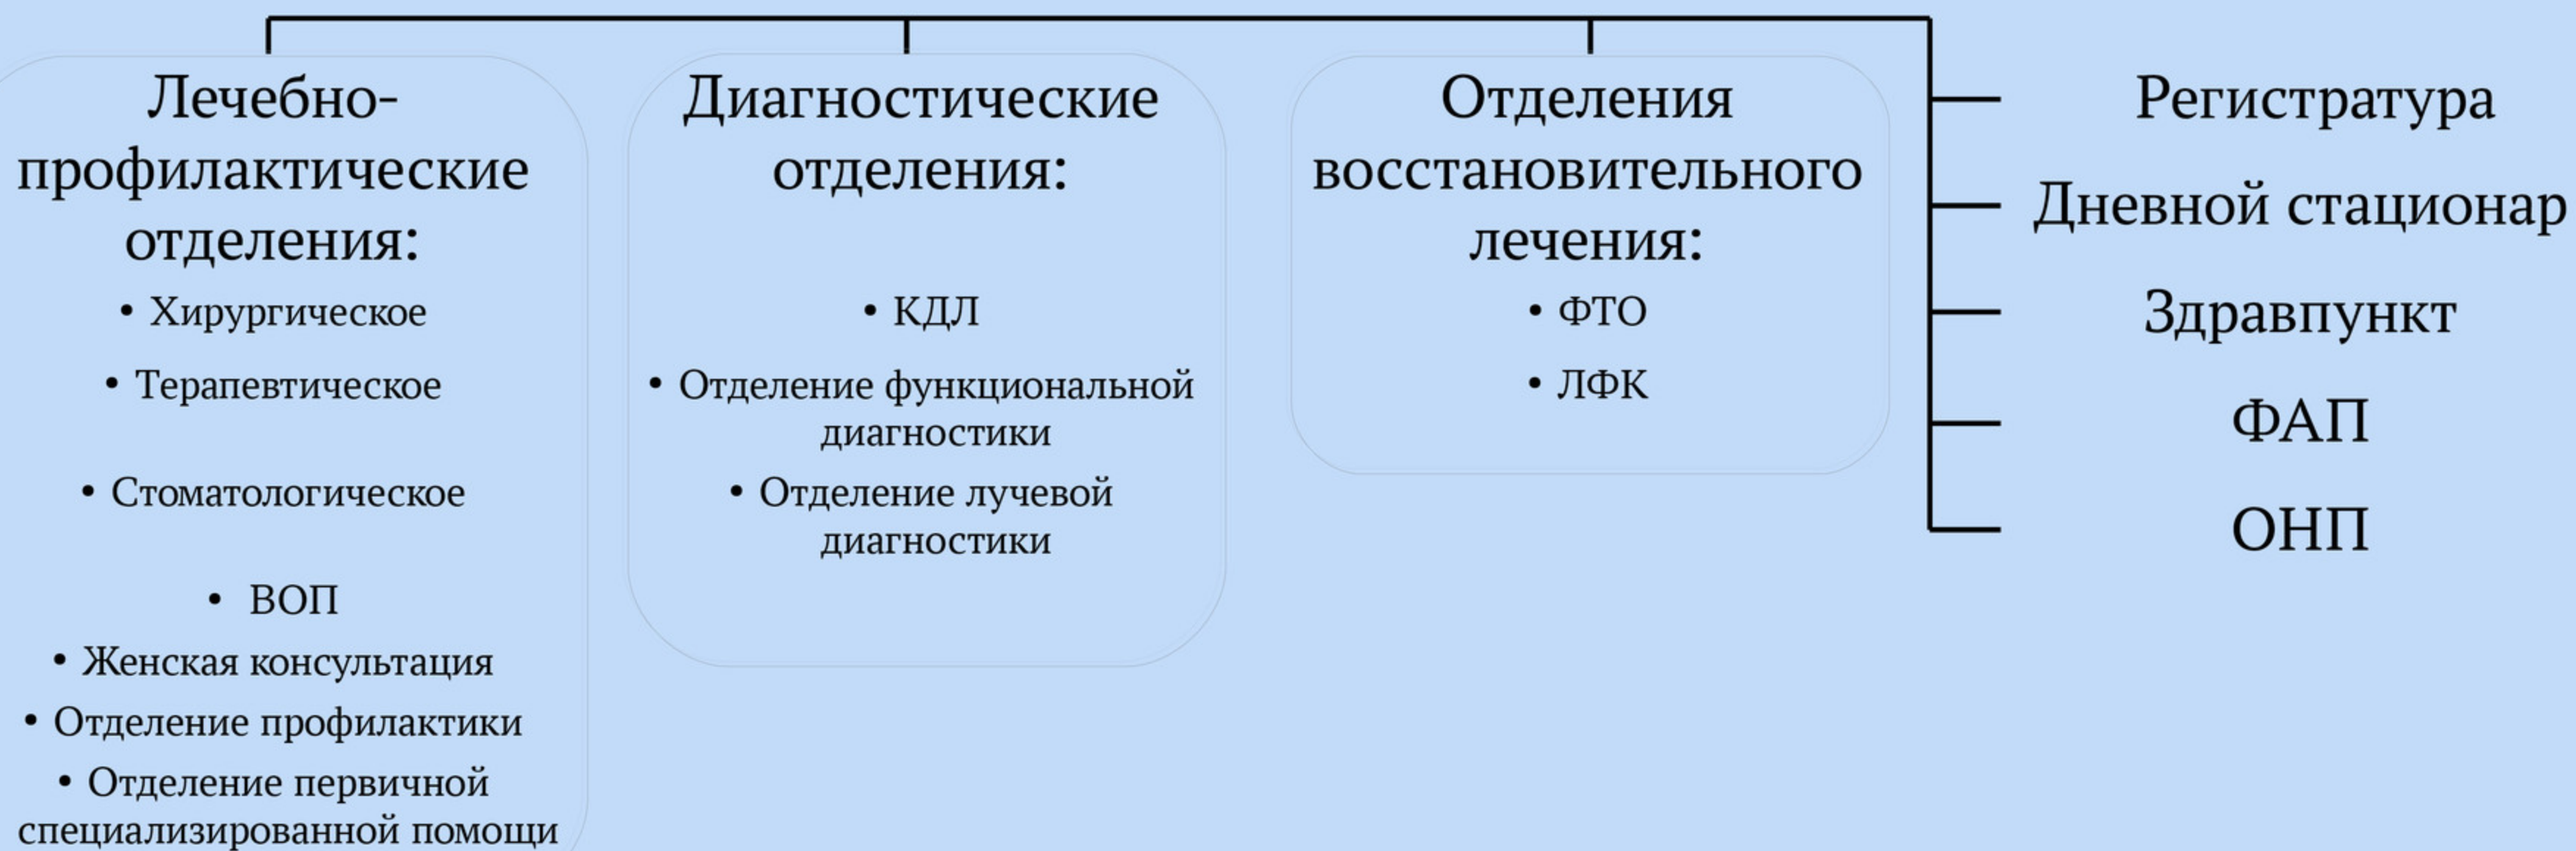 Лечебно-
профилактические
отделения:
• Хирургическое
• Терапевтическое
• Стоматологическое
• ВОП
• Женская консультация
• Отделение профилактики
• Отделение первичной
специализированной помощи
Диагностические
отделения:
• КДЛ
• Отделение функциональной
диагностики
• Отделение лучевой
диагностики
Отделения
восстановительного
лечения:
• ФТО
• ЛФК
Регистратура
Дневной стационар
Здравпункт
ФАП
ОНП